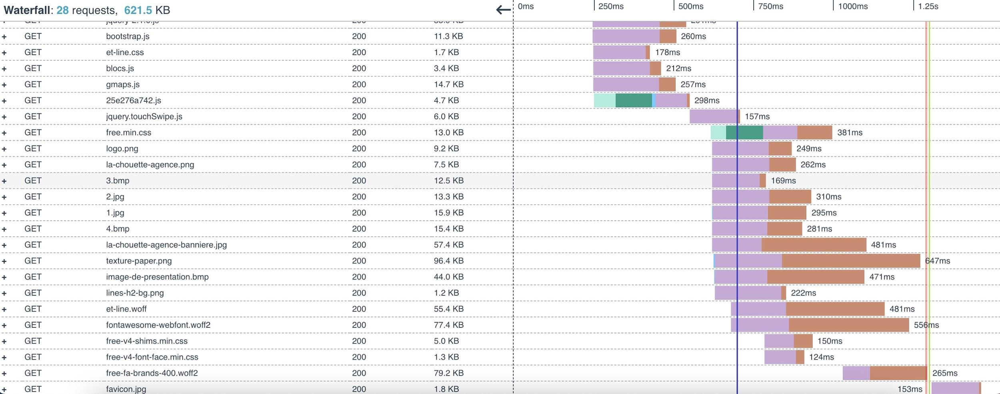 Waterfall: 28 requests, 621.5 KB
0ms 250ms 500ms 750ms 1000ms 1.25s
+ GET bootstrap.js 200 11.3 KB 260ms
+ GET et-line.css 200 1.7 KB 178ms
+ GET blocs.js 200 3.4 KB 212ms
+ GET gmaps.js 200 14.7 KB 257ms
+ GET 25e276a742.js 200 4.7 KB 298ms
+ GET jquery.touchSwipe.js 200 6.0 KB 157ms
+ GET free.min.css 200 13.0 KB 381ms
+ GET logo.png 200 9.2 KB 249ms
+ GET la-chouette-agence.png 200 7.5 KB 262ms
+ GET 3.bmp 200 12.5 KB 169ms
+ GET 2.jpg 200 13.3 KB 310ms
+ GET 1.jpg 200 15.9 KB 295ms
+ GET 4.bmp 200 15.4 KB 281ms
+ GET la-chouette-agence-banniere.jpg 200 57.4 KB 481ms
+ GET texture-paper.png 200 96.4 KB 647ms
+ GET image-de-presentation.bmp 200 44.0 KB 471ms
+ GET lines-h2-bg.png 200 1.2 KB 222ms
+ GET et-line.woff 200 55.4 KB 481ms
+ GET fontawesome-webfont.woff2 200 77.4 KB 556ms
+ GET free-v4-shims.min.css 200 5.0 KB 150ms
+ GET free-v4-font-face.min.css 200 1.3 KB 124ms
+ GET free-fa-brands-400.woff2 200 79.2 KB 265ms
+ GET favicon.jpg 200 1.8 KB 153ms